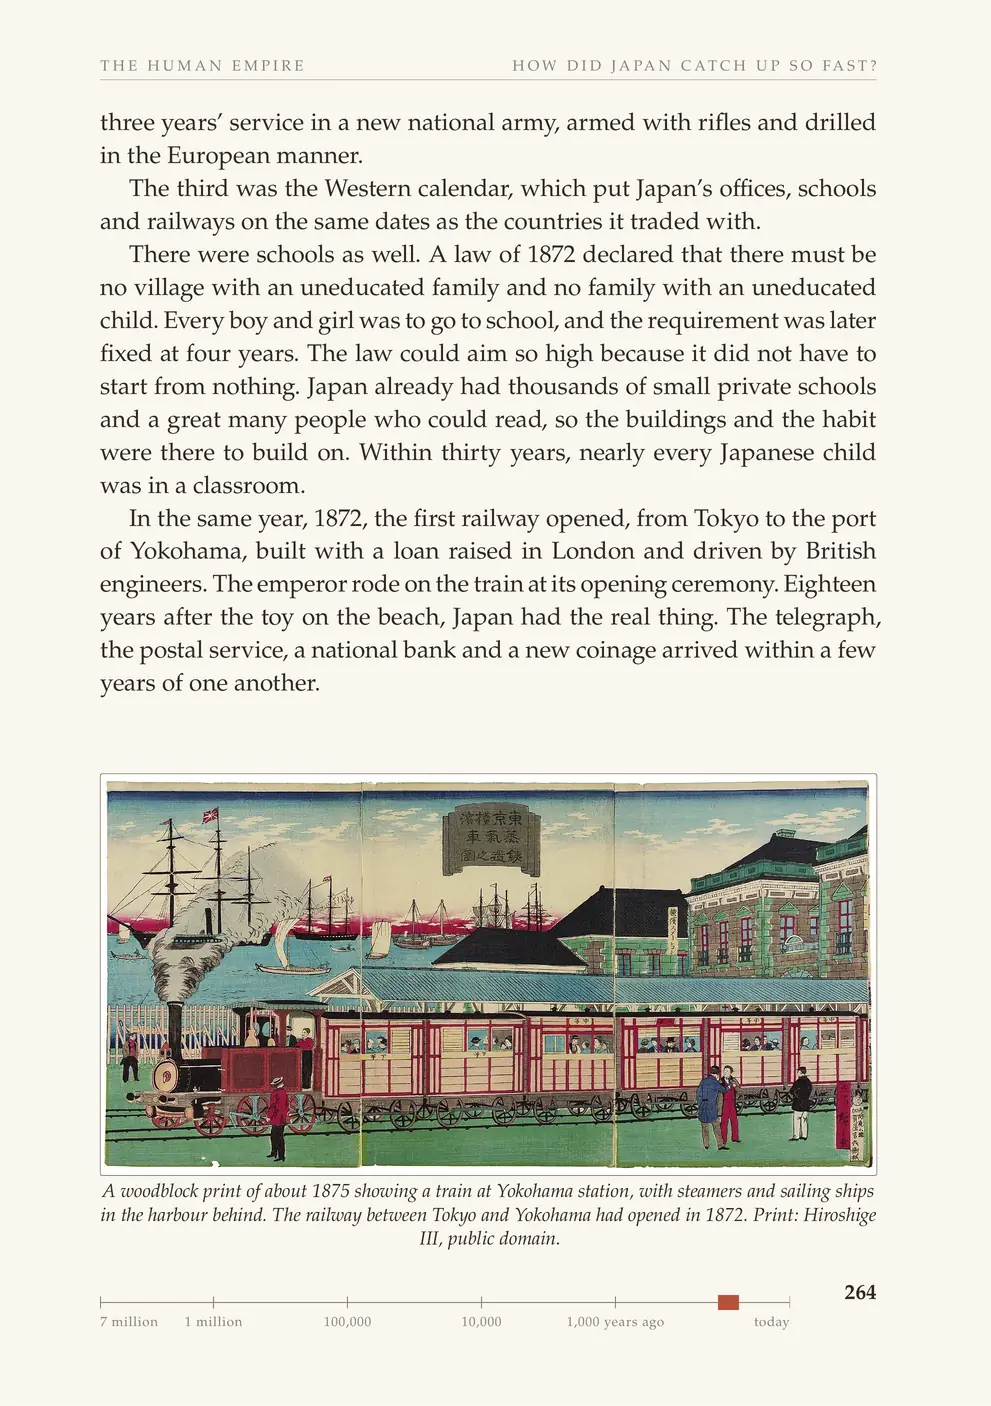 THE HUMAN EMPIRE
HOW DID JAPAN CATCH UP SO FAST?
three years’ service in a new national army, armed with rifles and drilled
in the European manner.
The third was the Western calendar, which put Japan’s offices, schools
and railways on the same dates as the countries it traded with.
There were schools as well. A law of 1872 declared that there must be
no village with an uneducated family and no family with an uneducated
child. Every boy and girl was to go to school, and the requirement was later
fixed at four years. The law could aim so high because it did not have to
start from nothing. Japan already had thousands of small private schools
and a great many people who could read, so the buildings and the habit
were there to build on. Within thirty years, nearly every Japanese child
was in a classroom.
In the same year, 1872, the first railway opened, from Tokyo to the port
of Yokohama, built with a loan raised in London and driven by British
engineers. The emperor rode on the train at its opening ceremony. Eighteen
years after the toy on the beach, Japan had the real thing. The telegraph,
the postal service, a national bank and a new coinage arrived within a few
years of one another.
東京横濱
蒸氣車
鉄道之圖
A woodblock print of about 1875 showing a train at Yokohama station, with steamers and sailing ships
in the harbour behind. The railway between Tokyo and Yokohama had opened in 1872. Print: Hiroshige
III, public domain.
264
7 million
1 million
100,000
10,000
1,000 years ago
today